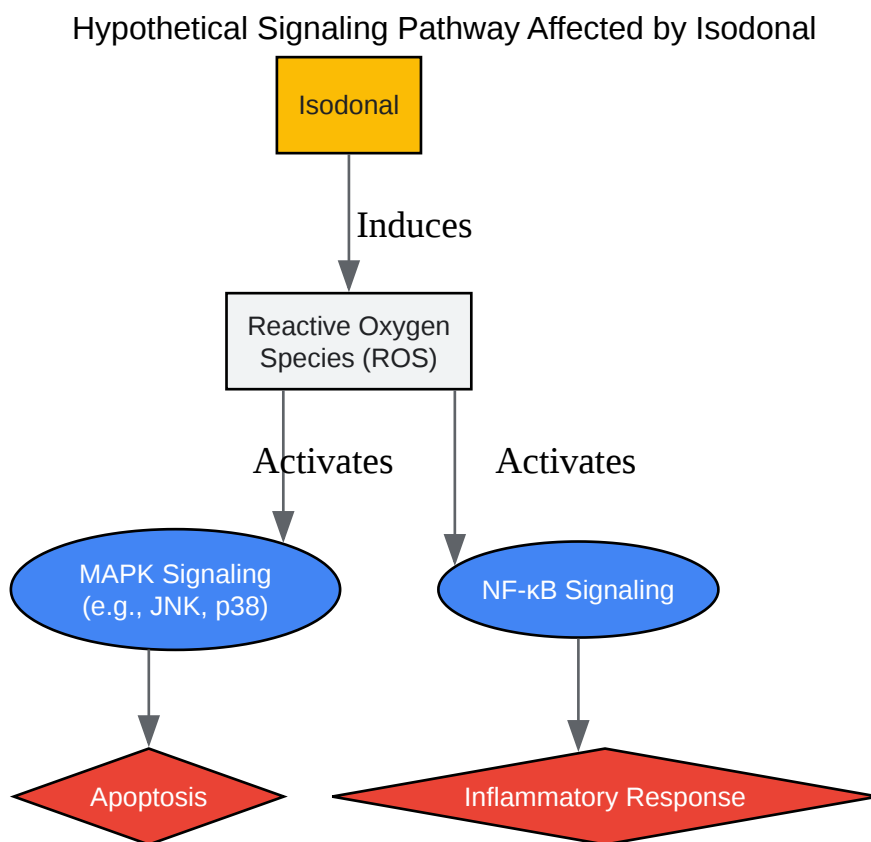 Hypothetical Signaling Pathway Affected by Isodonal
Isodonal
Induces
Reactive Oxygen
Species (ROS)
Activates
Activates
MAPK Signaling
(e.g., JNK, p38)
NF-κB Signaling
Apoptosis
Inflammatory Response